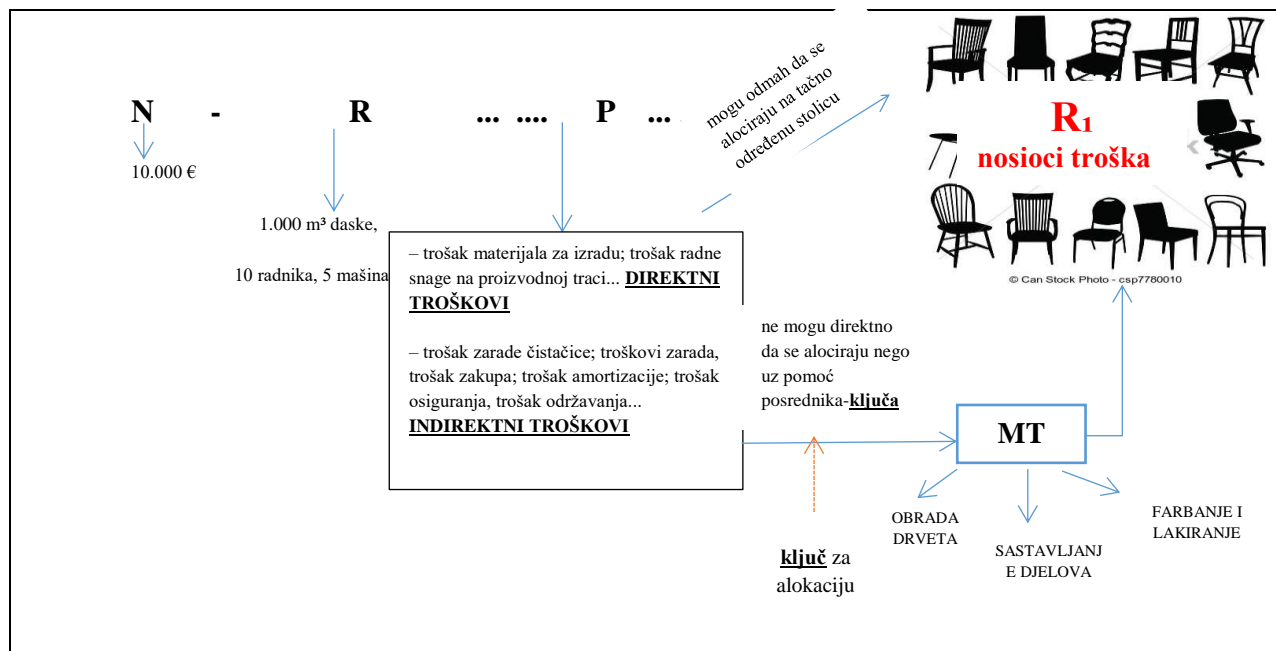 N - R ... .... P ...
10.000 €
1.000 m³ daske,
10 radnika, 5 mašina
– trošak materijala za izradu; trošak radne
snage na proizvodnoj traci... DIREKTNI
TROŠKOVI
– trošak zarade čistačice; troškovi zarada,
trošak zakupa; trošak amortizacije; trošak
osiguranja, trošak održavanja...
INDIREKTNI TROŠKOVI
mogu odmah da se
alociraju na tačno
određenu stolicu
R1
nosioci troška
© Can Stock Photo - csp7780010
ne mogu direktno
da se alociraju nego
uz pomoć
posrednika-ključa
MT
ključ za
alokaciju
OBRADA
DRVETA
SASTAVLJANJ
E DJELOVA
FARBANJE I
LAKIRANJE